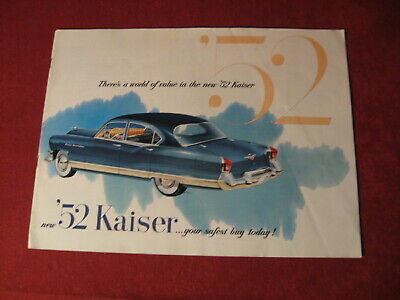 '52
There's a world of value in the new '52 Kaiser
new '52 Kaiser...your safest buy today!